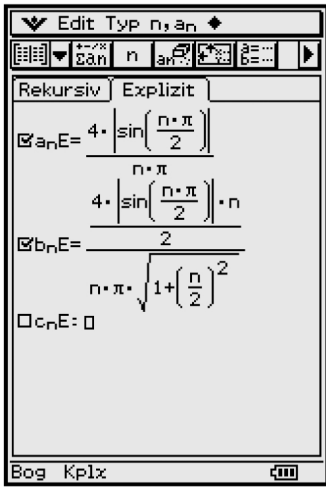 Edit Typ n,aₙ ◆
Σaₙ n
Rekursiv Explizit
aₙE= 4·|sin(n·π/2)| / (n·π)
bₙE= (4·|sin(n·π/2)|·n / 2) / (n·π·√(1+(n/2)²))
cₙE:
Bog Kplx